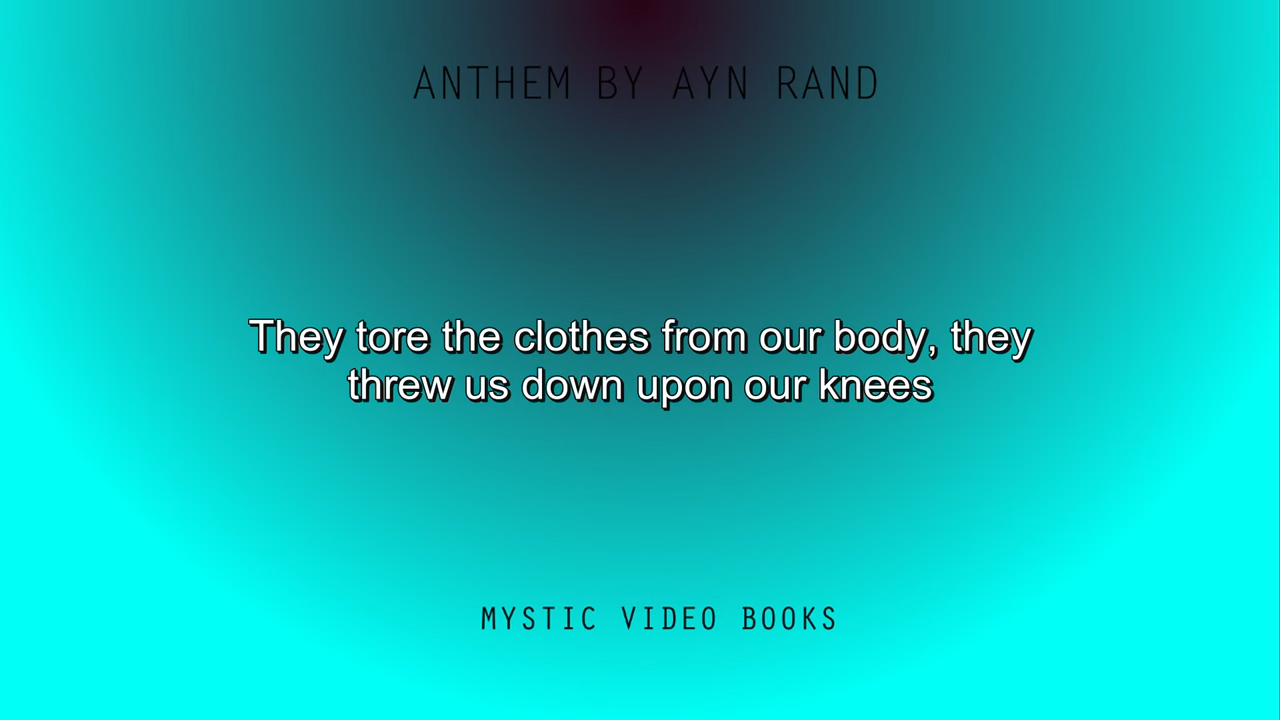 ANTHEM BY AYN RAND
They tore the clothes from our body, they
threw us down upon our knees
MYSTIC VIDEO BOOKS